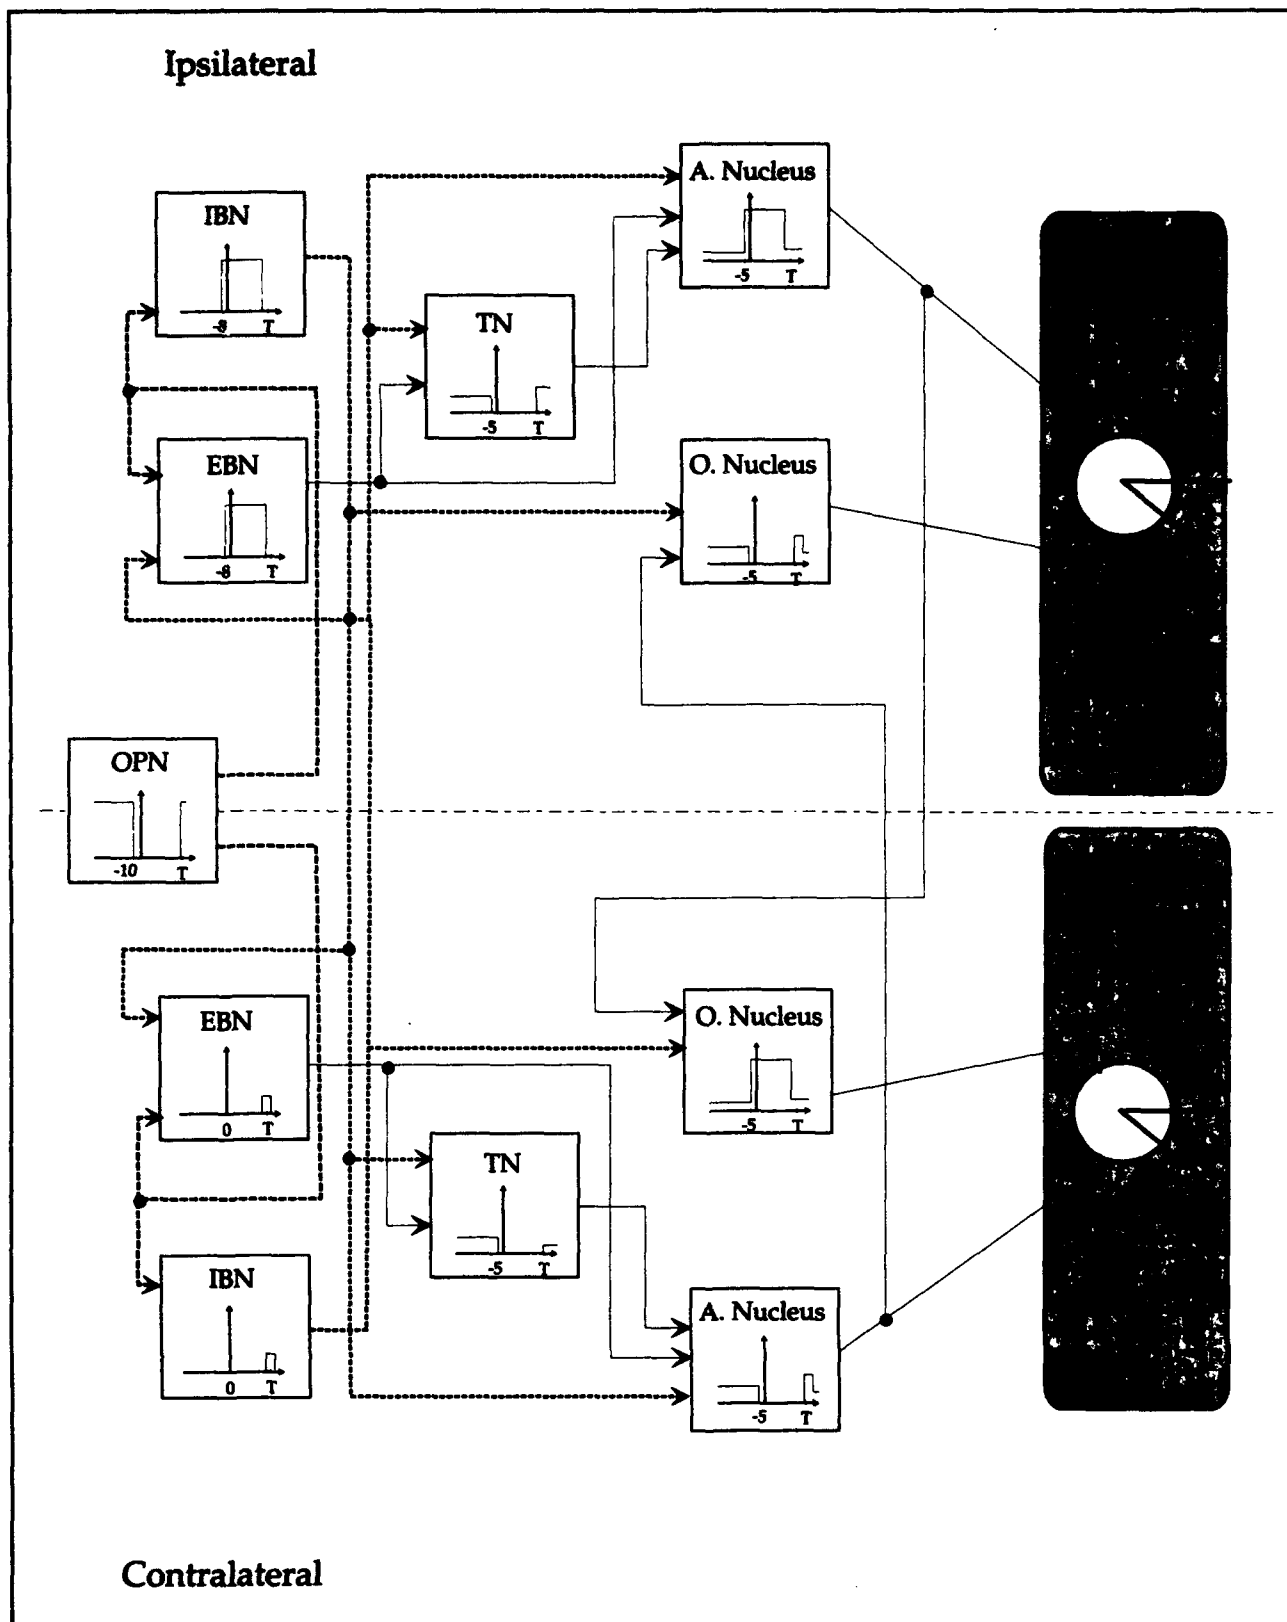 Ipsilateral
A. Nucleus
-5 T
IBN
-8 T
TN
-5 T
EBN
-8 T
O. Nucleus
-5 T
OPN
-10 T
EBN
0 T
O. Nucleus
-5 T
TN
-5 T
IBN
0 T
A. Nucleus
-5 T
Contralateral